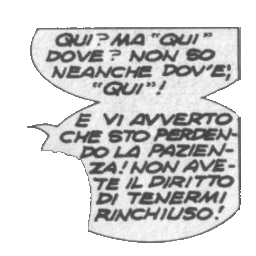 QUI? MA "QUI"
DOVE? NON SO
NEANCHE DOV'E',
"QUI"!
E VI AVVERTO
CHE STO PERDEN-
DO LA PAZIEN-
ZA! NON AVE-
TE IL DIRITTO
DI TENERMI
RINCHIUSO!